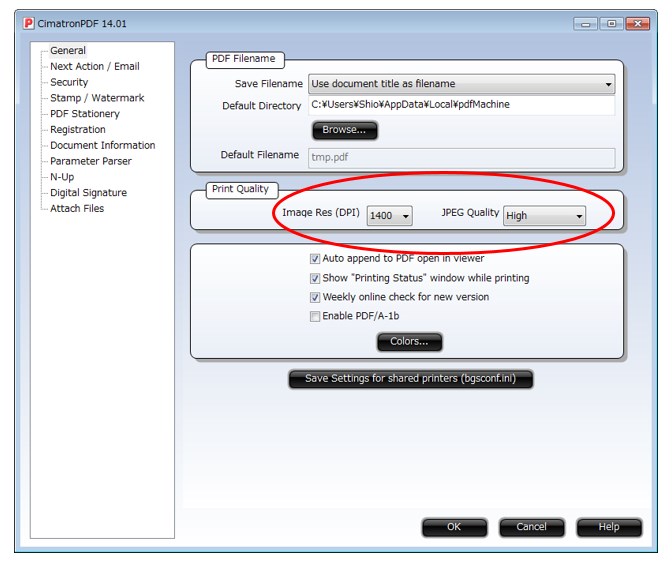 CimatronPDF 14.01
General
Next Action / Email
Security
Stamp / Watermark
PDF Stationery
Registration
Document Information
Parameter Parser
N-Up
Digital Signature
Attach Files
PDF Filename
Save Filename Use document title as filename
Default Directory C:¥Users¥Shio¥AppData¥Local¥pdfMachine
Browse...
Default Filename tmp.pdf
Print Quality
Image Res (DPI) 1400 JPEG Quality High
Auto append to PDF open in viewer
Show "Printing Status" window while printing
Weekly online check for new version
Enable PDF/A-1b
Colors...
Save Settings for shared printers (bgsconf.ini)
OK Cancel Help